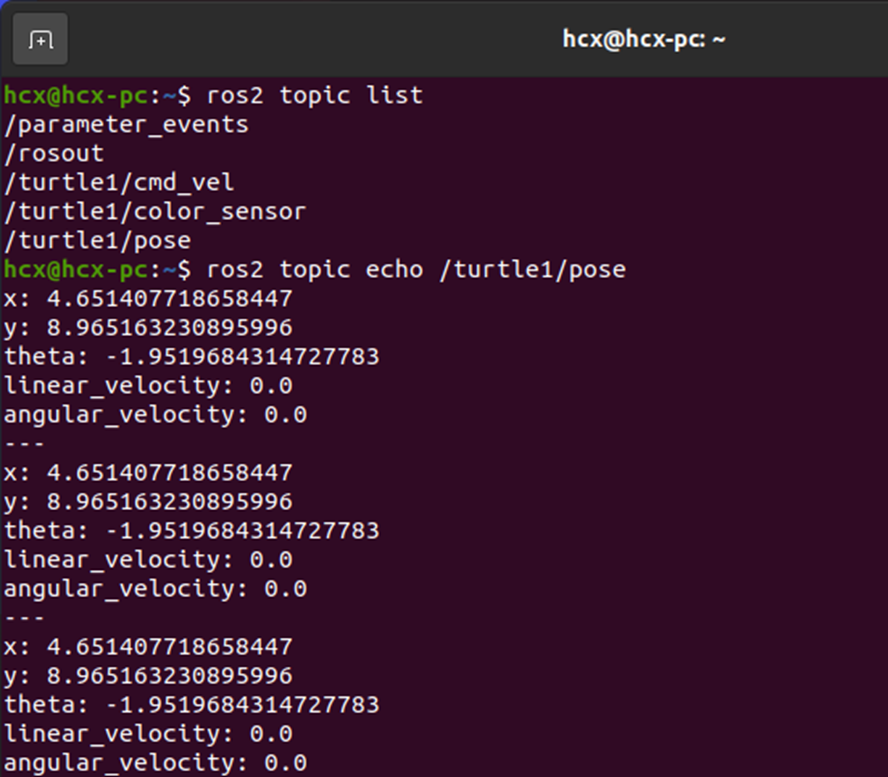 hcx@hcx-pc: ~
hcx@hcx-pc:~$ ros2 topic list
/parameter_events
/rosout
/turtle1/cmd_vel
/turtle1/color_sensor
/turtle1/pose
hcx@hcx-pc:~$ ros2 topic echo /turtle1/pose
x: 4.651407718658447
y: 8.965163230895996
theta: -1.9519684314727783
linear_velocity: 0.0
angular_velocity: 0.0
---
x: 4.651407718658447
y: 8.965163230895996
theta: -1.9519684314727783
linear_velocity: 0.0
angular_velocity: 0.0
---
x: 4.651407718658447
y: 8.965163230895996
theta: -1.9519684314727783
linear_velocity: 0.0
angular_velocity: 0.0